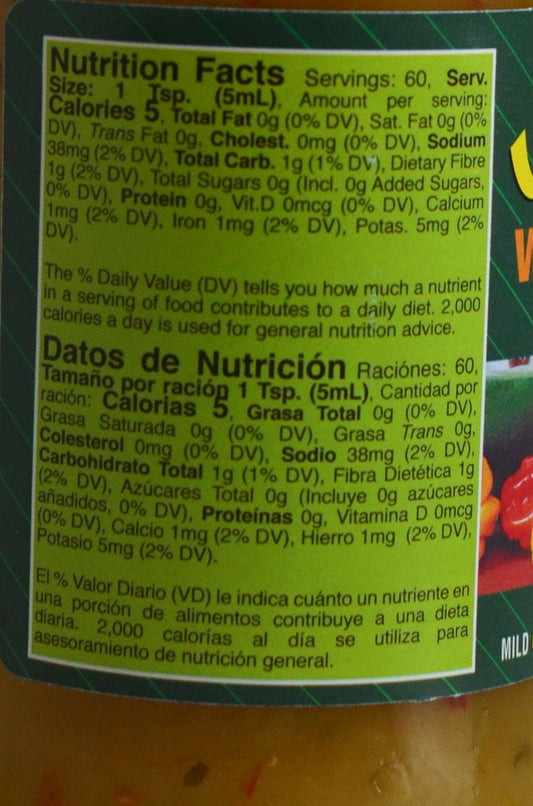 Nutrition Facts Servings: 60, Serv.
Size: 1 Tsp. (5mL), Amount per serving:
Calories 5, Total Fat 0g (0% DV), Sat. Fat 0g (0%
DV), Trans Fat 0g, Cholest. 0mg (0% DV), Sodium
38mg (2% DV), Total Carb. 1g (1% DV), Dietary Fibre
1g (2% DV), Total Sugars 0g (Incl. 0g Added Sugars,
0% DV), Protein 0g, Vit.D 0mcg (0% DV), Calcium
1mg (2% DV), Iron 1mg (2% DV), Potas. 5mg (2%
DV).
The % Daily Value (DV) tells you how much a nutrient
in a serving of food contributes to a daily diet. 2,000
calories a day is used for general nutrition advice.
Datos de Nutrición Raciónes: 60,
Tamaño por ración 1 Tsp. (5mL), Cantidad por
ración: Calorias 5, Grasa Total 0g (0% DV),
Grasa Saturada 0g (0% DV), Grasa Trans 0g,
Colesterol 0mg (0% DV), Sodio 38mg (2% DV),
Carbohidrato Total 1g (1% DV), Fibra Dietética 1g
(2% DV), Azúcares Total 0g (Incluye 0g azúcares
añadidos, 0% DV), Proteínas 0g, Vitamina D 0mcg
(0% DV), Calcio 1mg (2% DV), Hierro 1mg (2% DV),
Potasio 5mg (2% DV).
El % Valor Diario (VD) le indica cuánto un nutriente en
una porción de alimentos contribuye a una dieta
diaria. 2,000 calorías al día se utiliza para
asesoramiento de nutrición general.
MILD